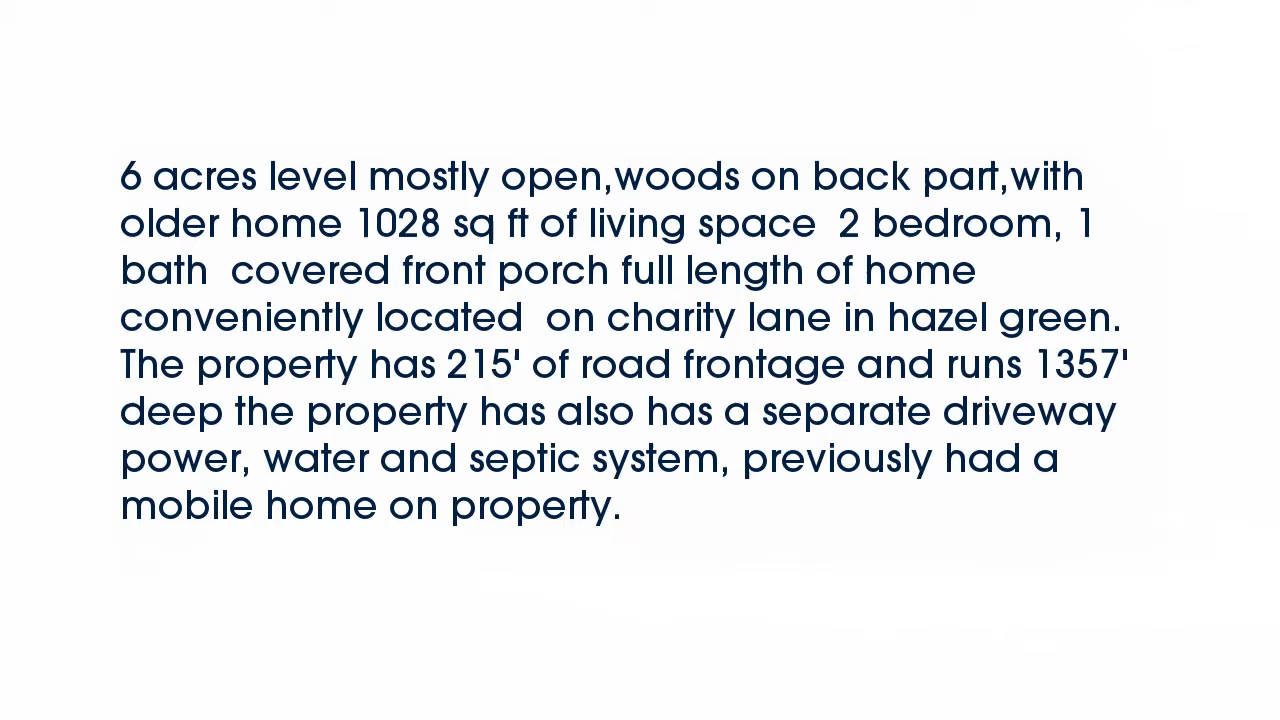 6 acres level mostly open,woods on back part,with
older home 1028 sq ft of living space  2 bedroom, 1
bath  covered front porch full length of home
conveniently located  on charity lane in hazel green.
The property has 215' of road frontage and runs 1357'
deep the property has also has a separate driveway
power, water and septic system, previously had a
mobile home on property.